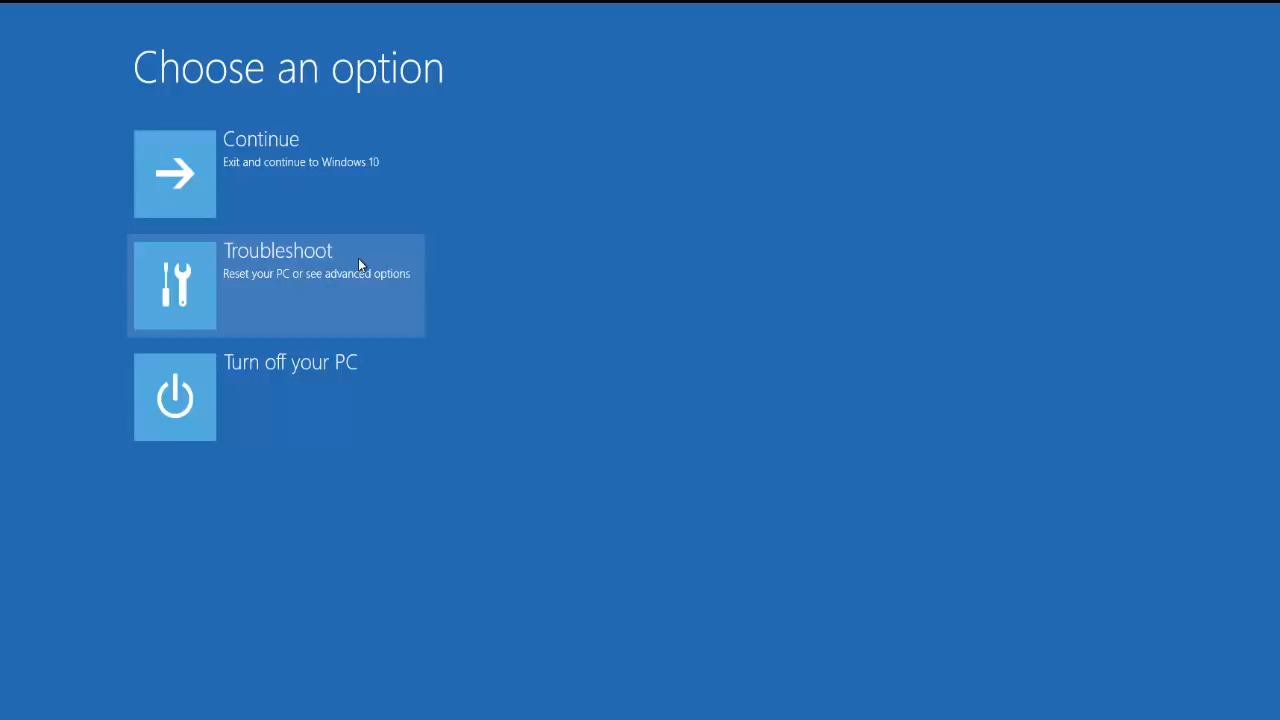 Choose an option
Continue
Exit and continue to Windows 10
Troubleshoot
Reset your PC or see advanced options
Turn off your PC